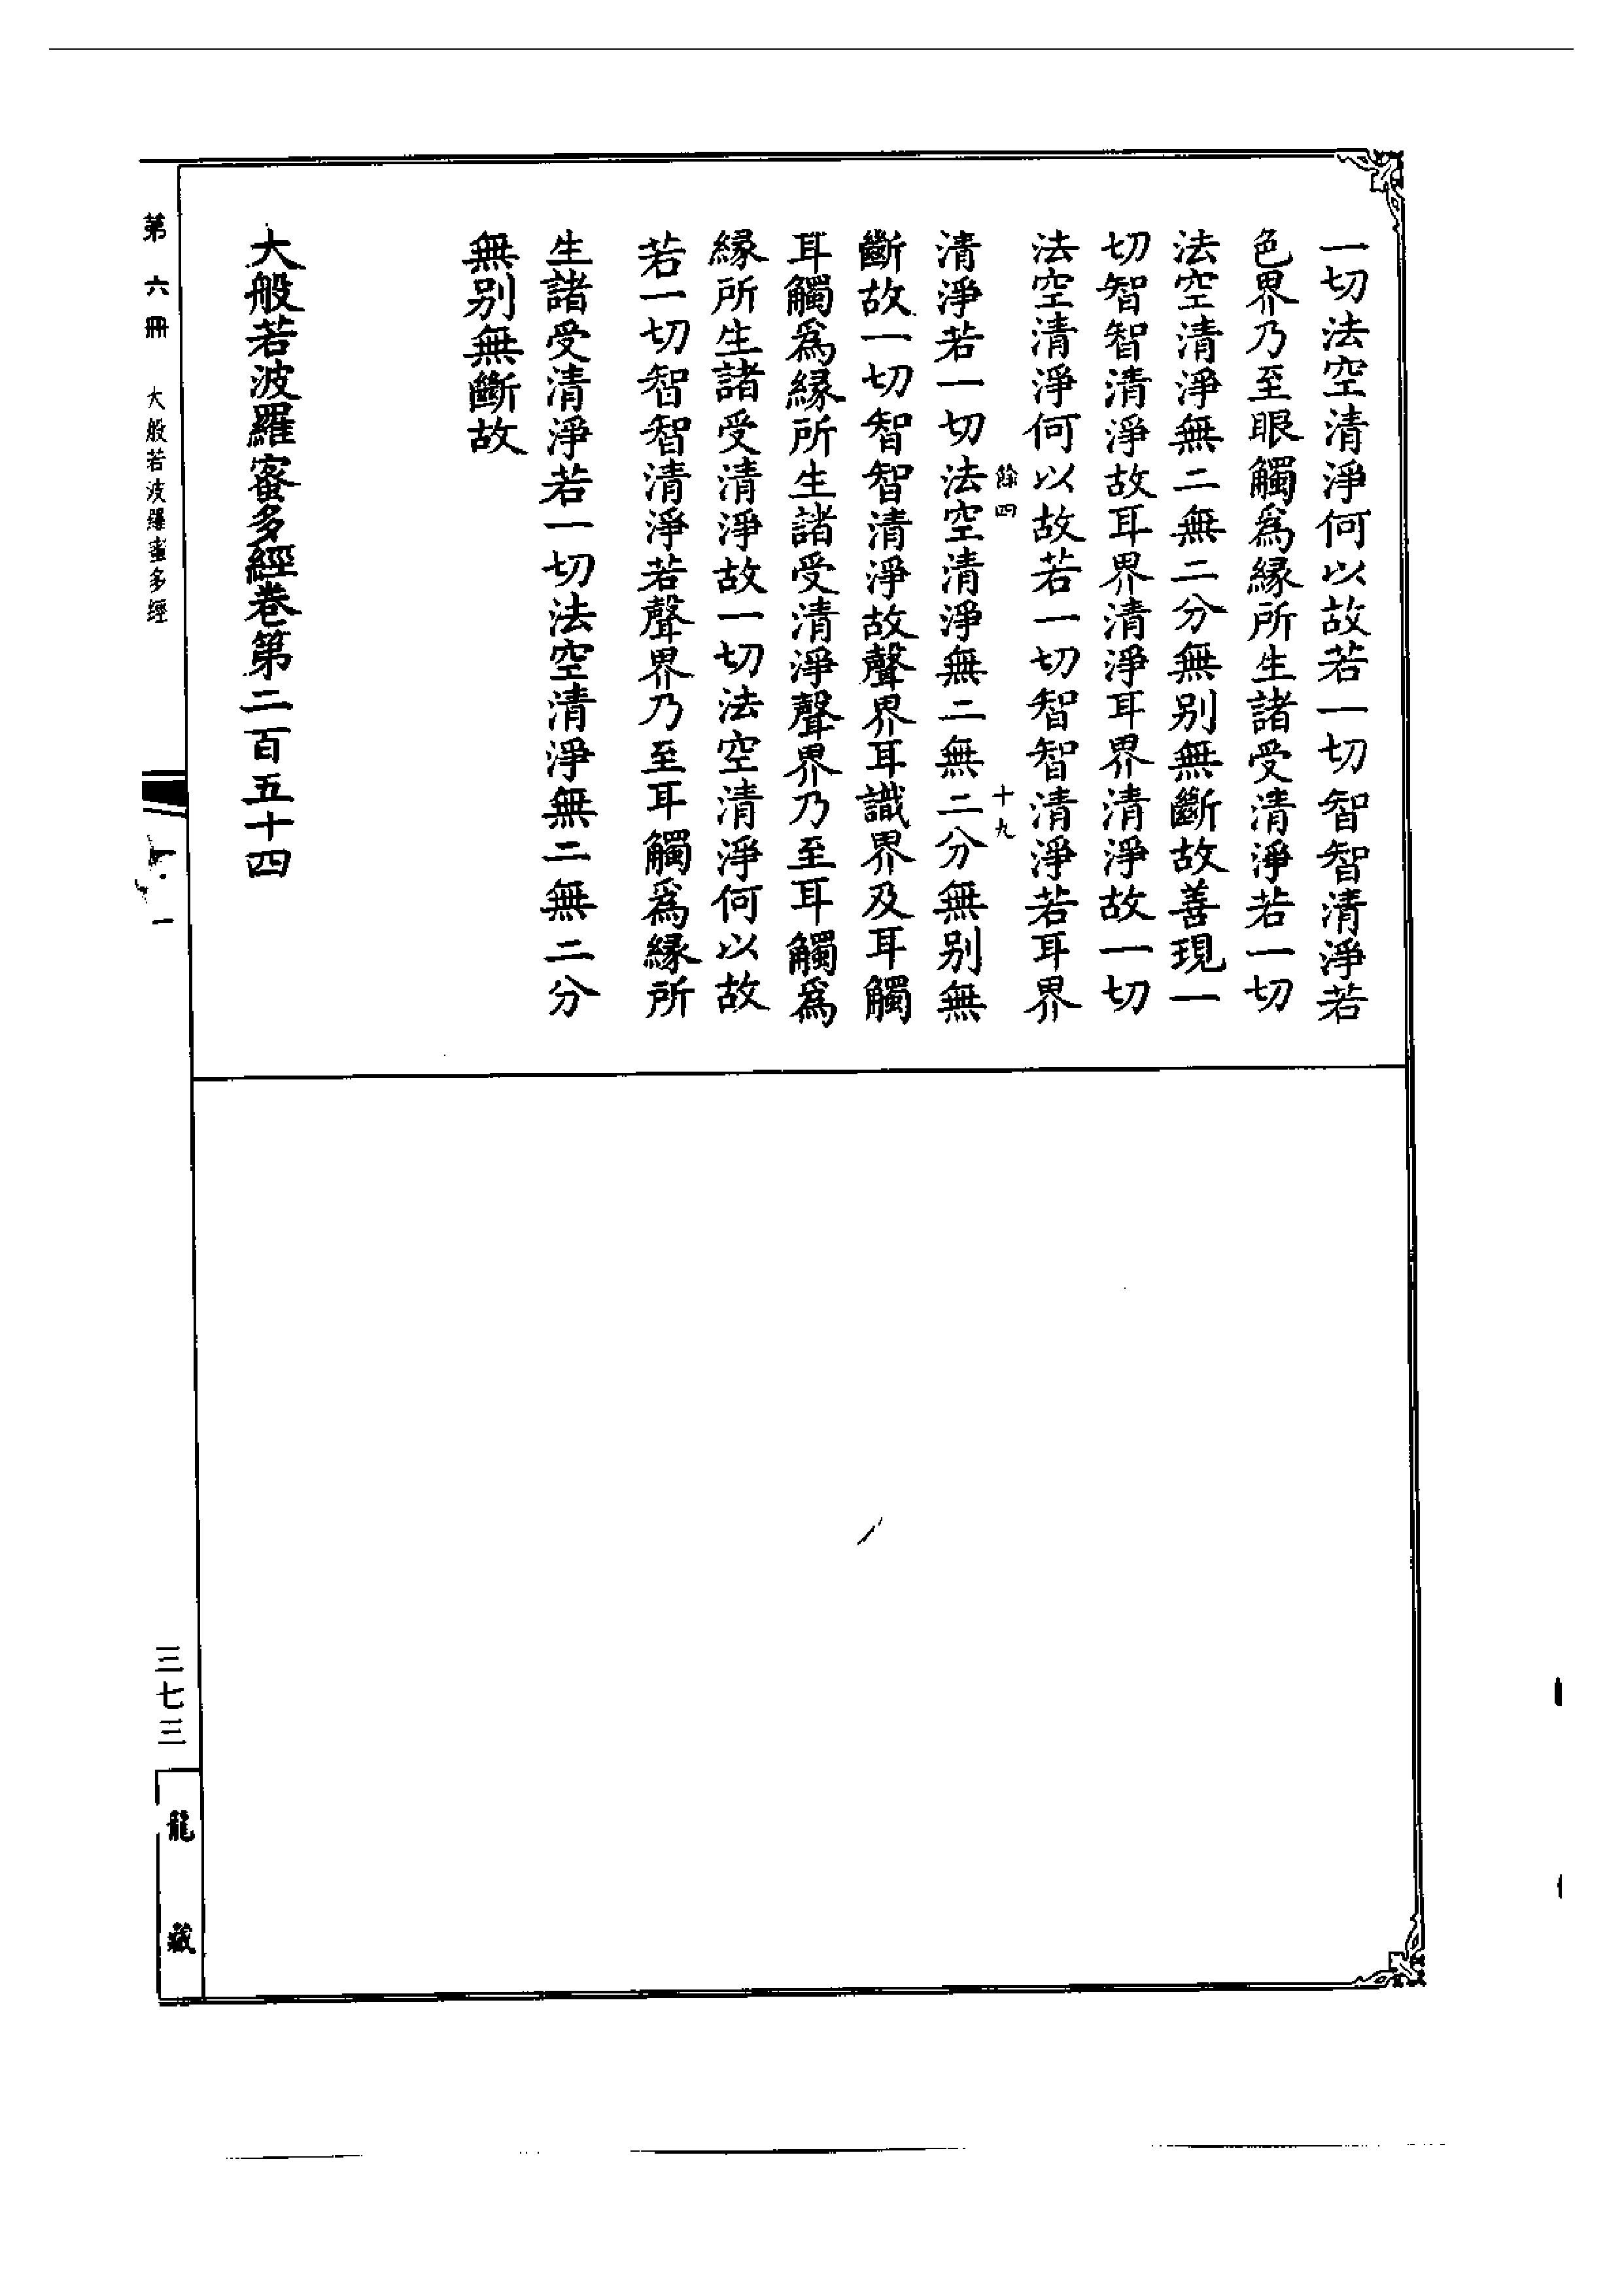 一切法空清淨何以故若一切智智清淨若
色界乃至眼觸爲緣所生諸受清淨若一切
法空清淨無二無二分無別無斷故善現一
切智智清淨故耳界清淨耳界清淨故一切
法空清淨何以故若一切智智清淨若耳界
餘四 十九
清淨若一切法空清淨無二無二分無別無
斷故一切智智清淨故聲界耳識界及耳觸
耳觸爲緣所生諸受清淨聲界乃至耳觸爲
緣所生諸受清淨故一切法空清淨何以故
若一切智智清淨若聲界乃至耳觸爲緣所
生諸受清淨若一切法空清淨無二無二分
無別無斷故
大般若波羅蜜多經卷第二百五十四
第六冊 大般若波羅蜜多經
三七三
龍藏